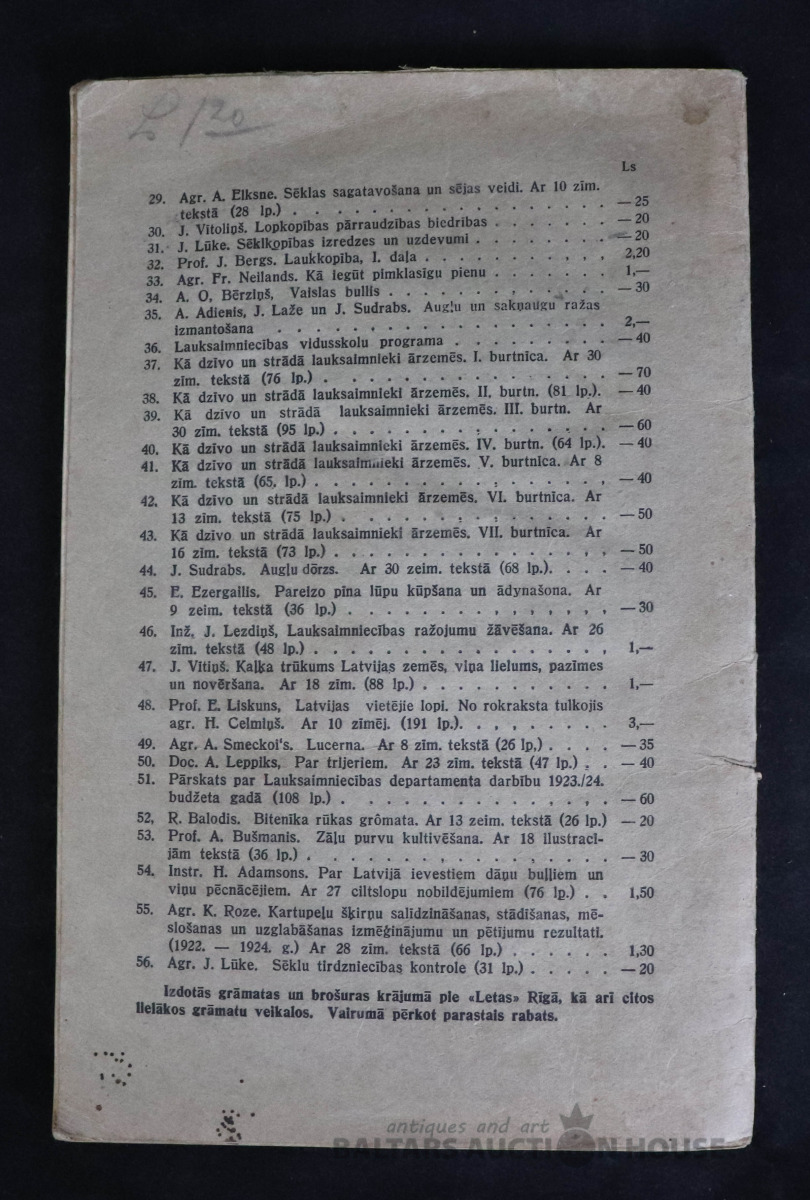 Ls
29. Agr. A. Elksne. Sēklas sagatavošana un sējas veidi. Ar 10 zīm.
tekstā (28 lp.) . . . . . . . . . . . . . . . . . —25
30. J. Vītoliņš. Lopkopības pārraudzības biedrības . . . . . . . —20
31. J. Lūke. Sēklkopības izredzes un uzdevumi . . . . . . . . —20
32. Prof. J. Bergs. Laukkopība, I. daļa . . . . . . . . . . . 2,20
33. Agr. Fr. Neilands. Kā iegūt pirmklasīgu pienu . . . . . . . 1,—
34. A. O. Bērziņš, Vaislas bullis . . . . . . . . . . . . . —30
35. A. Adienis, J. Laže un J. Sudrabs. Augļu un sakņaugu ražas
izmantošana . . . . . . . . . . . . . . . . . . 2,—
36. Lauksaimniecības vidusskolu programa . . . . . . . . . —40
37. Kā dzīvo un strādā lauksaimnieki ārzemēs. I. burtnīca. Ar 30
zīm. tekstā (76 lp.) . . . . . . . . . . . . . . . —70
38. Kā dzīvo un strādā lauksaimnieki ārzemēs. II. burtn. (81 lp.). —40
39. Kā dzīvo un strādā lauksaimnieki ārzemēs. III. burtn. Ar
30 zīm. tekstā (95 lp.) . . . . . . . . . . . . . . —60
40. Kā dzīvo un strādā lauksaimnieki ārzemēs. IV. burtn. (64 lp.). —40
41. Kā dzīvo un strādā lauksaimnieki ārzemēs. V. burtnīca. Ar 8
zīm. tekstā (65. lp.) . . . . . . . . . . . . . . . —40
42. Kā dzīvo un strādā lauksaimnieki ārzemēs. VI. burtnīca. Ar
13 zīm. tekstā (75 lp.) . . . . . . . . . . . . . . —50
43. Kā dzīvo un strādā lauksaimnieki ārzemēs. VII. burtnīca. Ar
16 zīm. tekstā (73 lp.) . . . . . . . . . . . . . . —50
44. J. Sudrabs. Augļu dōrzs. Ar 30 zeim. tekstā (68 lp.). . . . —40
45. E. Ezergailis. Pareizo pīna lūpu kūpšana un ādynašona. Ar
9 zeim. tekstā (36 lp.) . . . . . . . . . . . . . . —30
46. Inž. J. Lezdiņš, Lauksaimniecības ražojumu žāvēšana. Ar 26
zīm. tekstā (48 lp.) . . . . . . . . . . . . . . . . 1,—
47. J. Vītiņš. Kaļķa trūkums Latvijas zemēs, viņa lielums, pazīmes
un novēršana. Ar 18 zīm. (88 lp.) . . . . . . . . . . . 1,—
48. Prof. E. Liskuns, Latvijas vietējie lopi. No rokraksta tulkojis
agr. H. Celmiņš. Ar 10 zīmēj. (191 lp.). . . . . . . . . 3,—
49. Agr. A. Smeckoi's. Lucerna. Ar 8 zīm. tekstā (26 lp,) . . . . —35
50. Doc. A. Leppiks, Par trijeriem. Ar 23 zīm. tekstā (47 lp.) . . —40
51. Pārskats par Lauksaimniecības departamenta darbību 1923./24.
budžeta gadā (108 lp.) . . . . . . . . . . . . . . —60
52, R. Balodis. Bitenīka rūkas grōmata. Ar 13 zeim. tekstā (26 lp.) —20
53. Prof. A. Bušmanis. Zāļu purvu kultivēšana. Ar 18 ilustraci-
jām tekstā (36 lp.) . . . . . . . . . . . . . . . . —30
54. Instr. H. Adamsons. Par Latvijā ievestiem dāņu buļļiem un
viņu pēcnācējiem. Ar 27 ciltslopu nobildējumiem (76 lp.) . . 1,50
55. Agr. K. Roze. Kartupeļu šķirņu salīdzināšanas, stādīšanas, mē-
slošanas un uzglabāšanas izmēģinājumu un pētījumu rezultati.
(1922. — 1924. g.) Ar 28 zīm. tekstā (66 lp.) . . . . . . 1,30
56. Agr. J. Lūke. Sēklu tirdzniecības kontrole (31 lp.) . . . . . —20
Izdotās grāmatas un brošuras krājumā pie «Letas» Rīgā, kā arī citos
lielākos grāmatu veikalos. Vairumā pērkot parastais rabats.
antiques and art
BALTARS AUCTION HOUSE